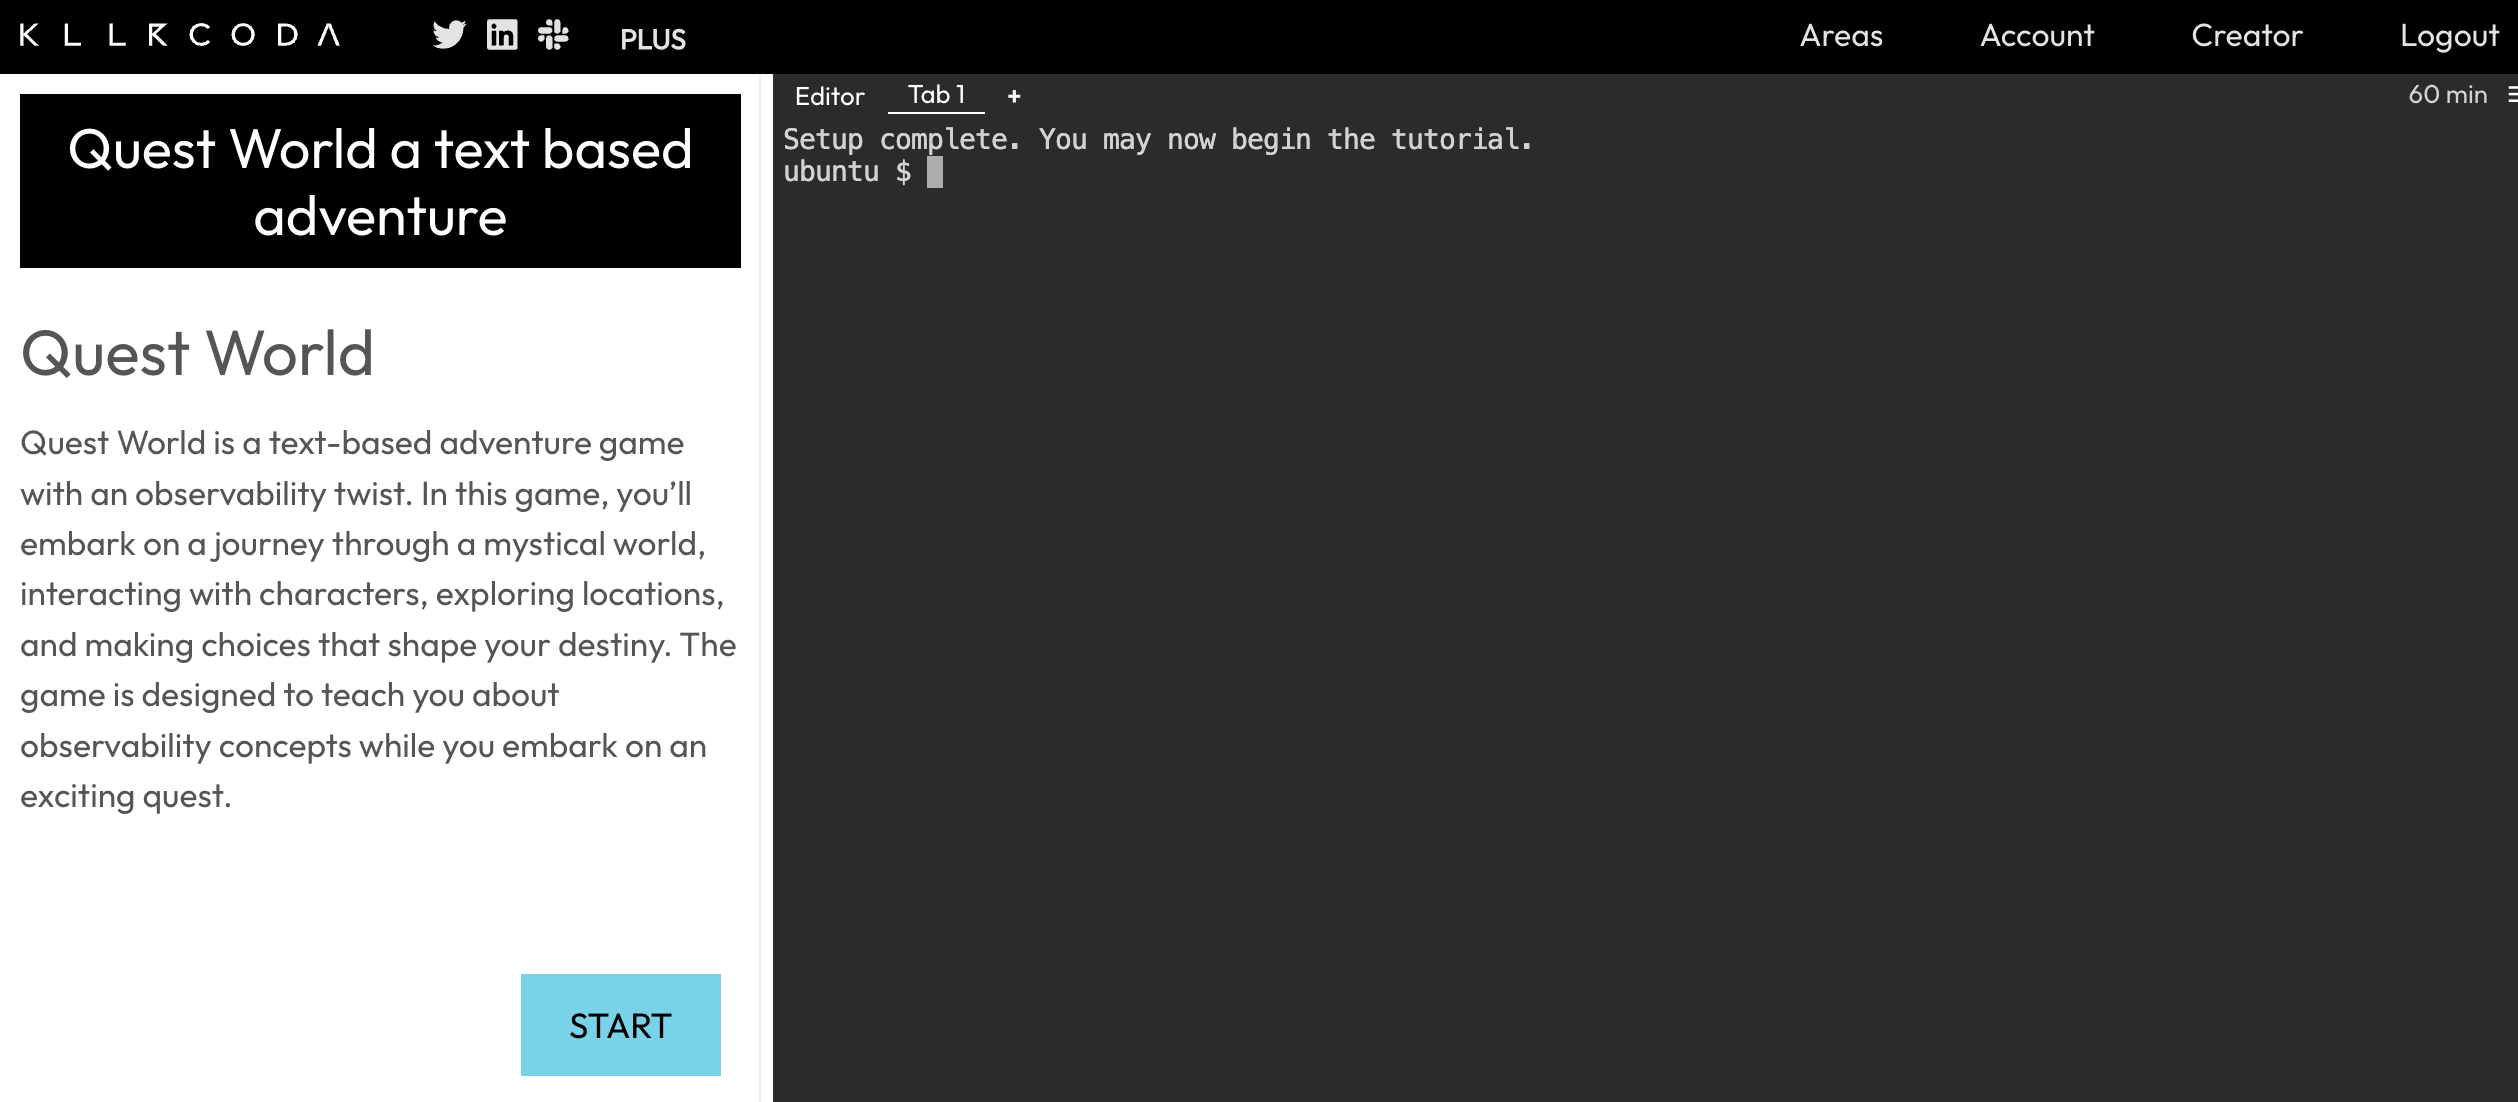 KILLRCODA
PLUS
Areas
Account
Creator
Logout
Quest World a text based
adventure
Quest World
Quest World is a text-based adventure game
with an observability twist. In this game, you’ll
embark on a journey through a mystical world,
interacting with characters, exploring locations,
and making choices that shape your destiny. The
game is designed to teach you about
observability concepts while you embark on an
exciting quest.
START
Editor
Tab 1
+
60 min
Setup complete. You may now begin the tutorial.
ubuntu $